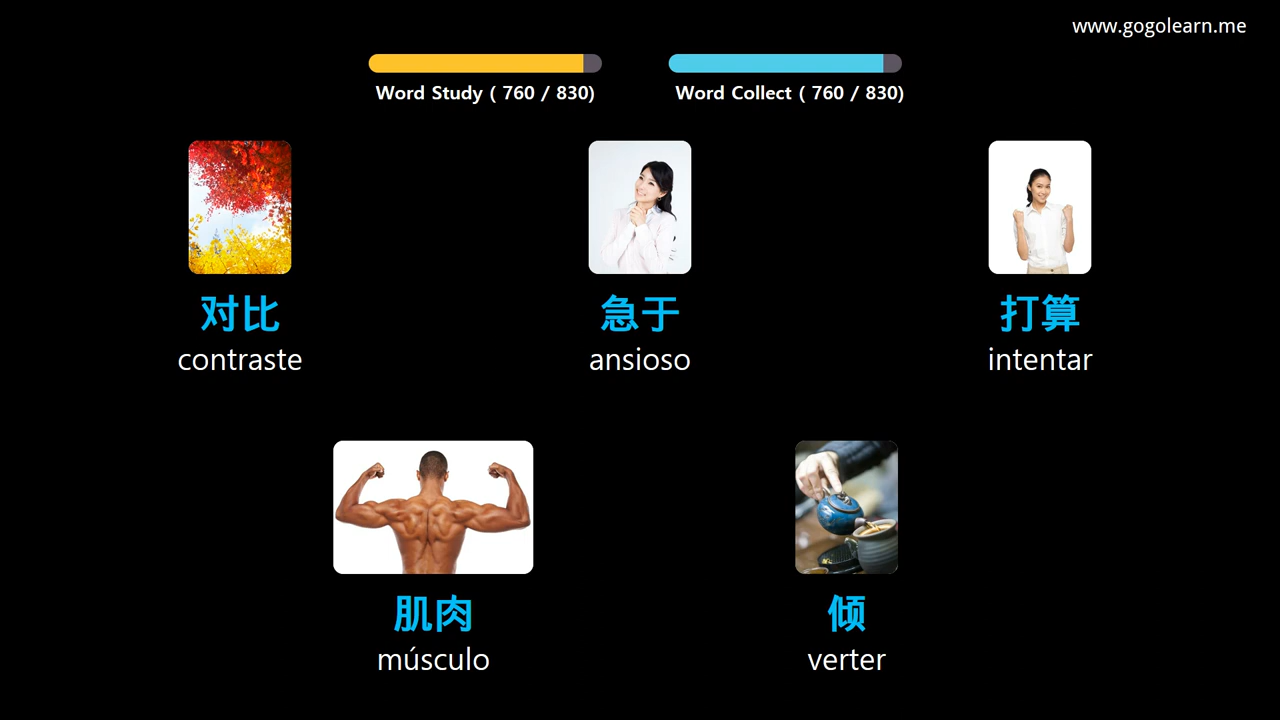 www.gogolearn.me
Word Study ( 760 / 830)
Word Collect ( 760 / 830)
对比
contraste
急于
ansioso
打算
intentar
肌肉
músculo
倾
verter